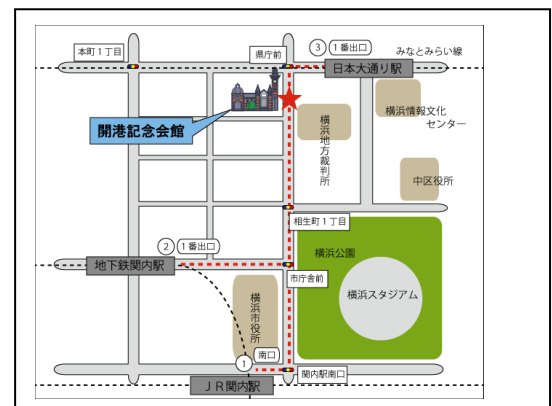 本町1丁目
県庁前
③ 1番出口
みなとみらい線
日本大通り駅
開港記念会館
横浜地方裁判所
横浜情報文化
センター
中区役所
相生町1丁目
② 1番出口
地下鉄関内駅
市庁舎前
横浜公園
横浜スタジアム
横浜市役所
① 南口
関内駅南口
JR関内駅